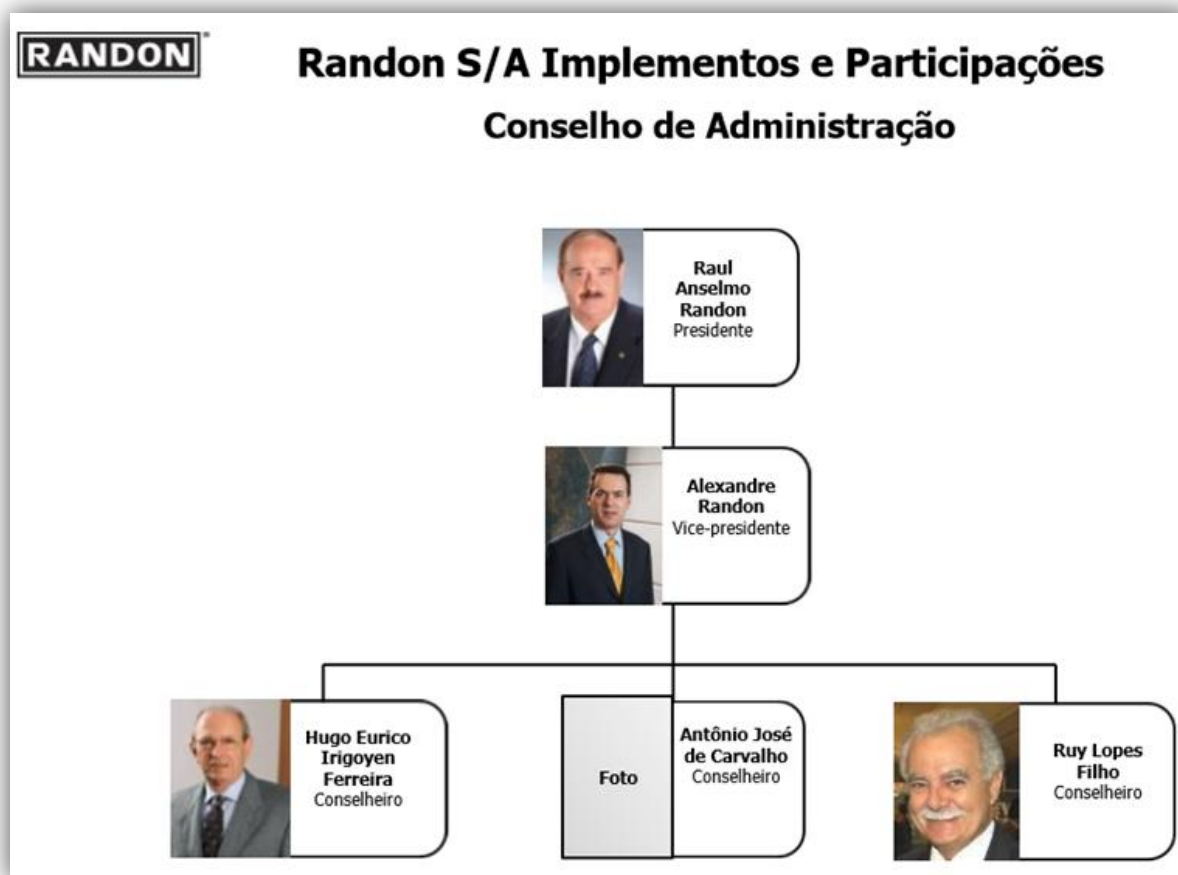 RANDON
Randon S/A Implementos e Participações
Conselho de Administração
Raul
Anselmo
Randon
Presidente
Alexandre
Randon
Vice-presidente
Hugo Eurico
Irigoyen
Ferreira
Conselheiro
Foto
Antônio José
de Carvalho
Conselheiro
Ruy Lopes
Filho
Conselheiro